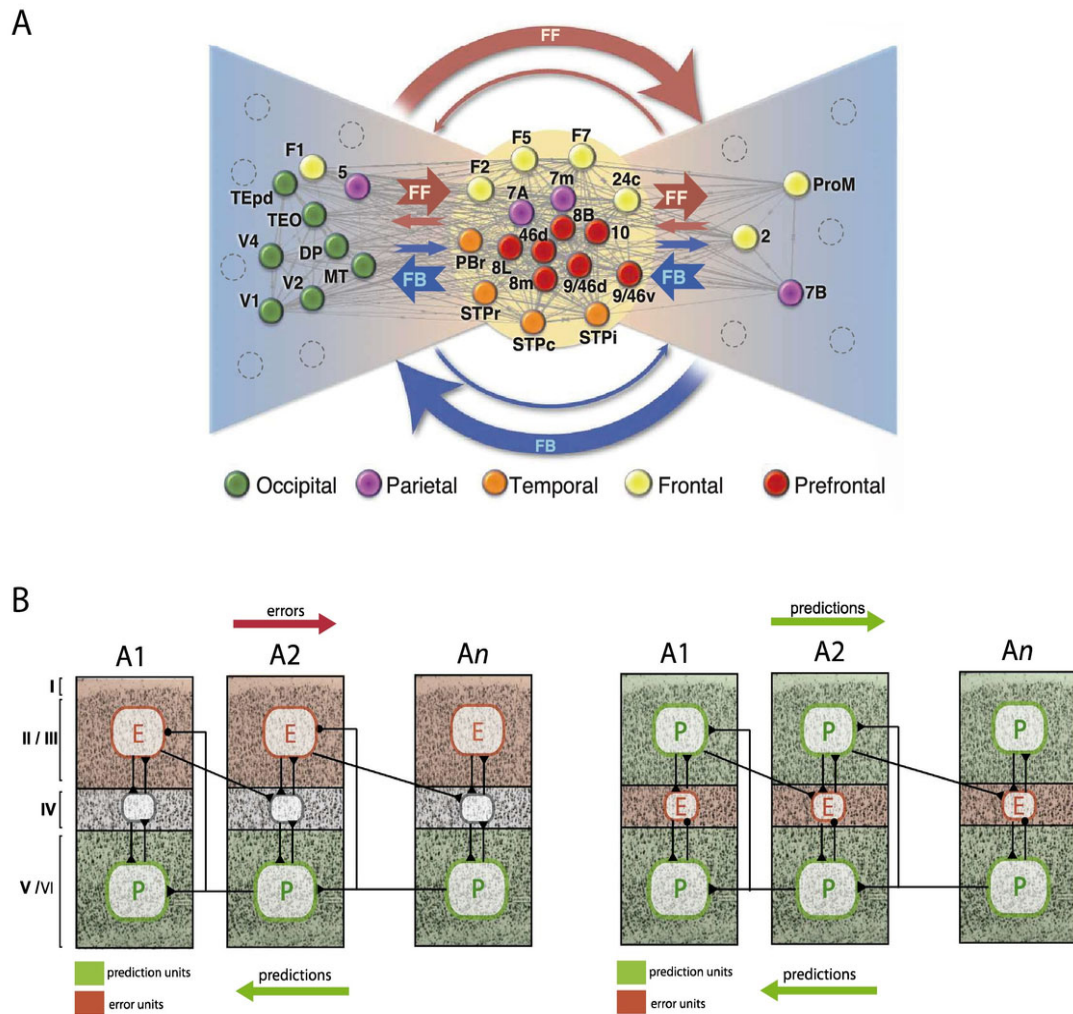 A
FF
F5 F7
F1 F2 7m 24c
5 7A ProM
TEpd FF FF
TEO 8B
46d 10 2
V4 DP PBr 8L
V2 MT FB 8m 9/46d 9/46v FB 7B
V1 STPr
STPc STPi
FB
Occipital Parietal Temporal Frontal Prefrontal
B
errors predictions
A1 A2 An A1 A2 An
I
II / III E E E P P P
IV E E E
V /VI P P P P P P
prediction units predictions prediction units predictions
error units error units